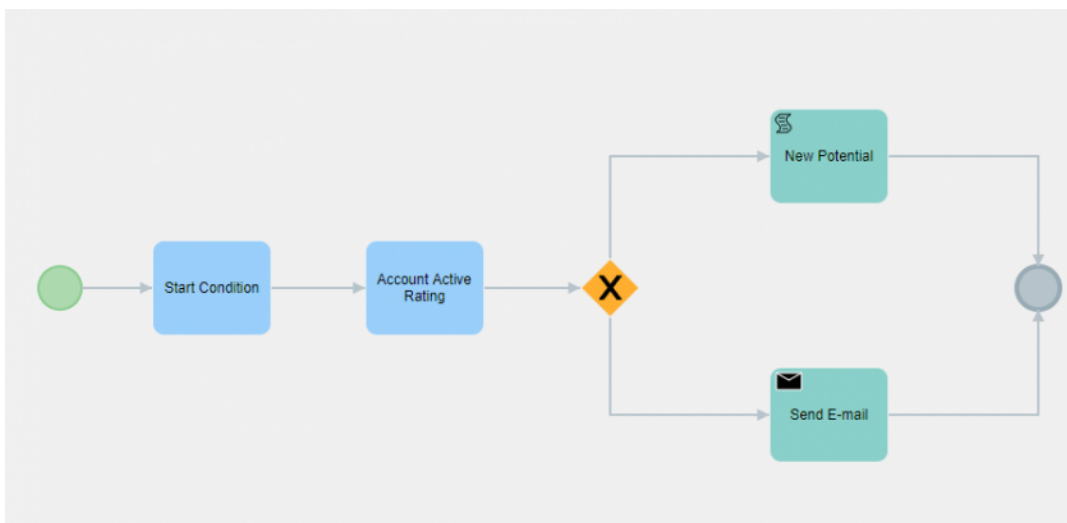 New Potential
Start Condition
Account Active
Rating
X
Send E-mail